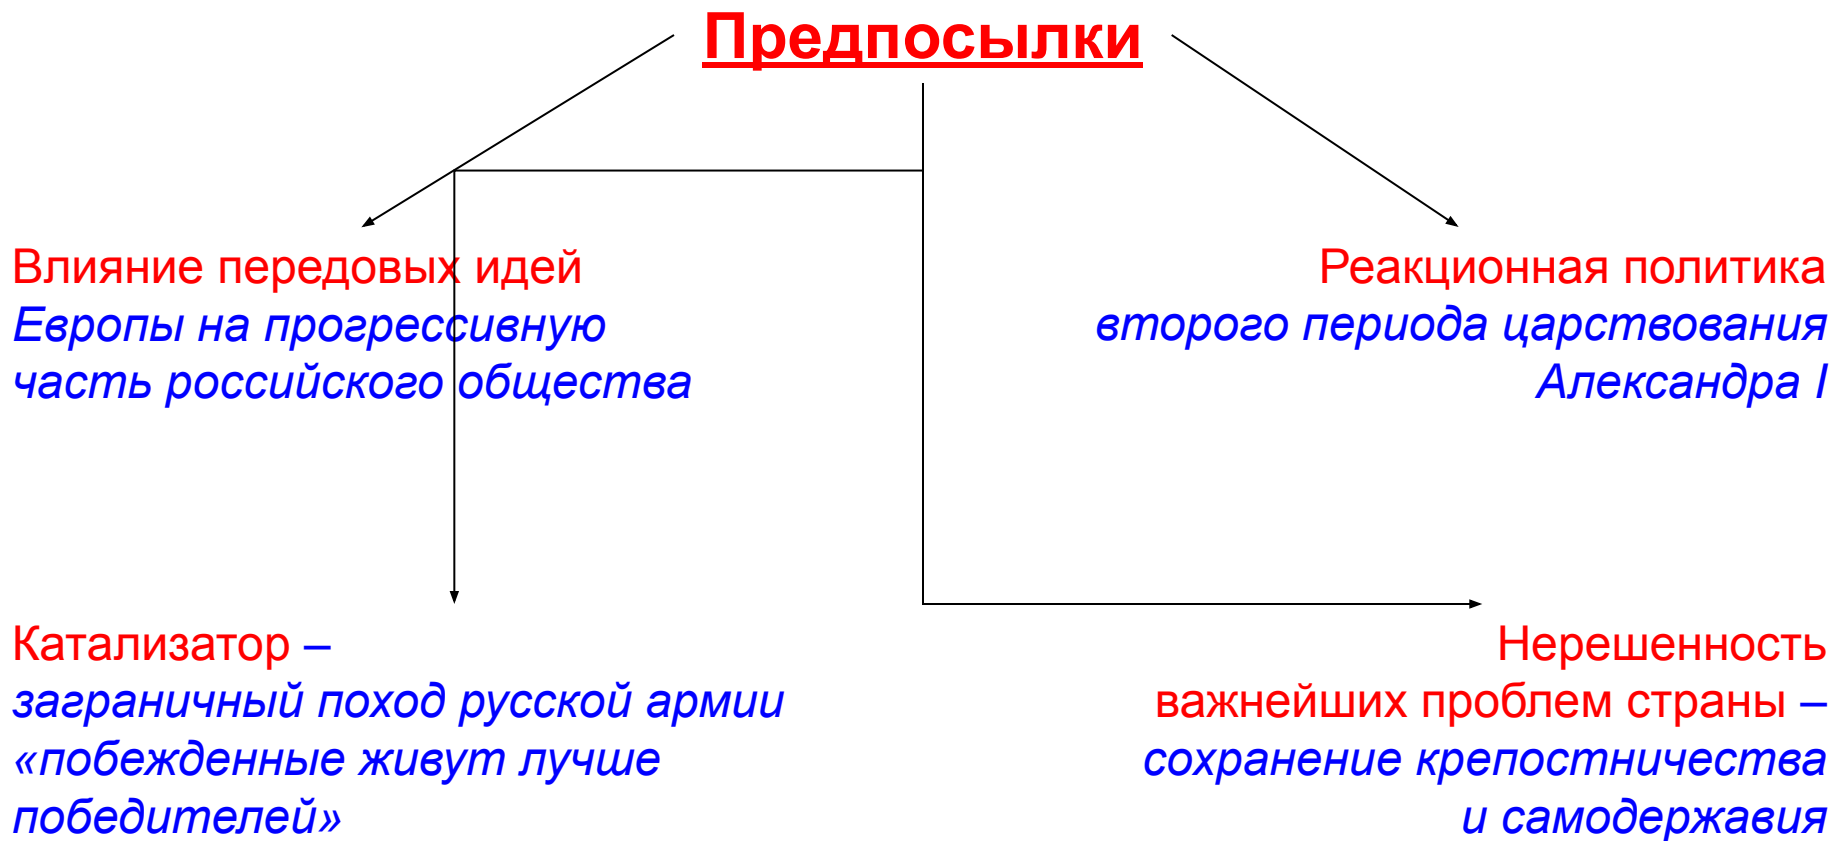 Предпосылки
Влияние передовых идей
Европы на прогрессивную
часть российского общества
Реакционная политика
второго периода царствования
Александра I
Катализатор –
заграничный поход русской армии
«побежденные живут лучше
победителей»
Нерешенность
важнейших проблем страны –
сохранение крепостничества
и самодержавия